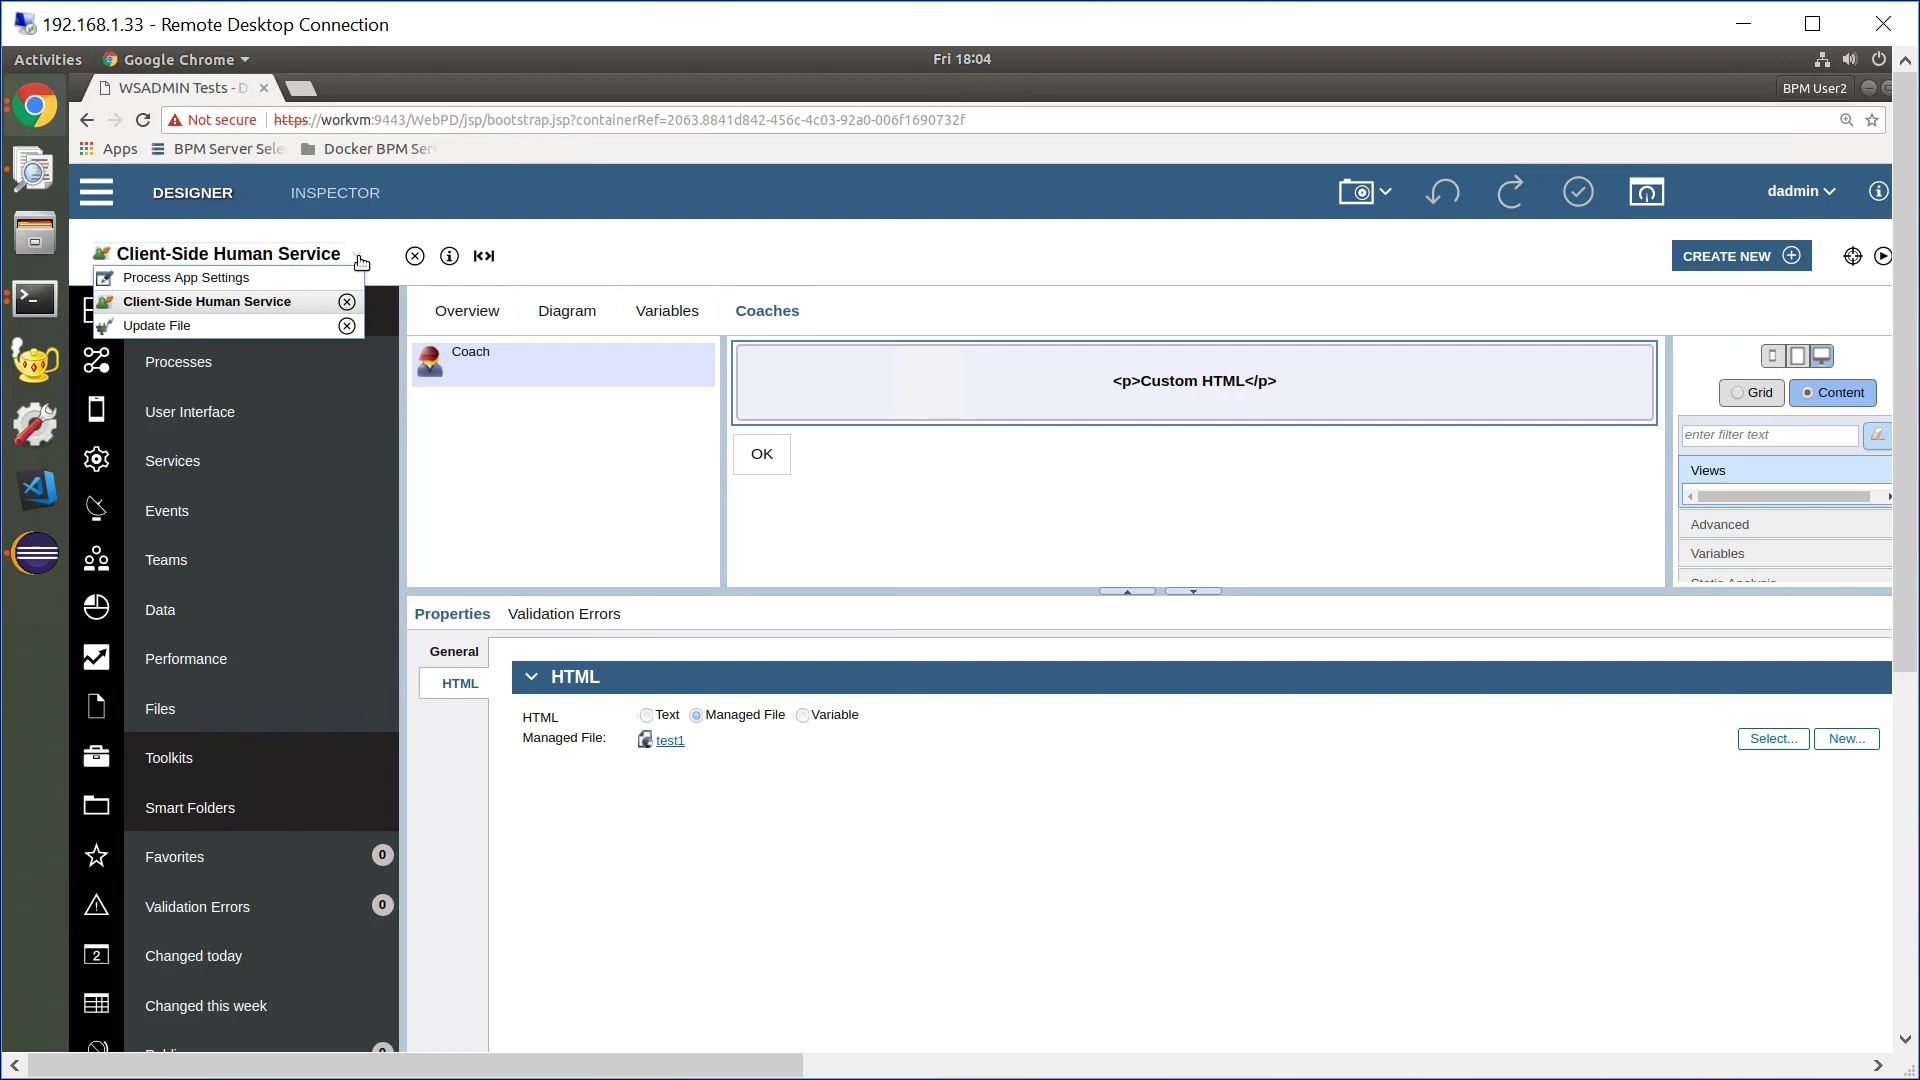 192.168.1.33 - Remote Desktop Connection
Activities
Google Chrome
Fri 18:04
WSADMIN Tests - D
BPM User2
Not secure
https://workvm:9443/WebPD/jsp/bootstrap.jsp?containerRef=2063.8841d842-456c-4c03-92a0-006f1690732f
Apps
BPM Server Sele
Docker BPM Serv
DESIGNER
INSPECTOR
dadmin
Client-Side Human Service
CREATE NEW
Process App Settings
Client-Side Human Service
Update File
Processes
User Interface
Services
Events
Teams
Data
Performance
Files
Toolkits
Smart Folders
Favorites 0
Validation Errors 0
2 Changed today
Changed this week
Overview
Diagram
Variables
Coaches
Coach
<p>Custom HTML</p>
OK
Grid
Content
enter filter text
Views
Advanced
Variables
Properties
Validation Errors
General
HTML
HTML
HTML
Text
Managed File
Variable
Managed File:
test1
Select...
New...